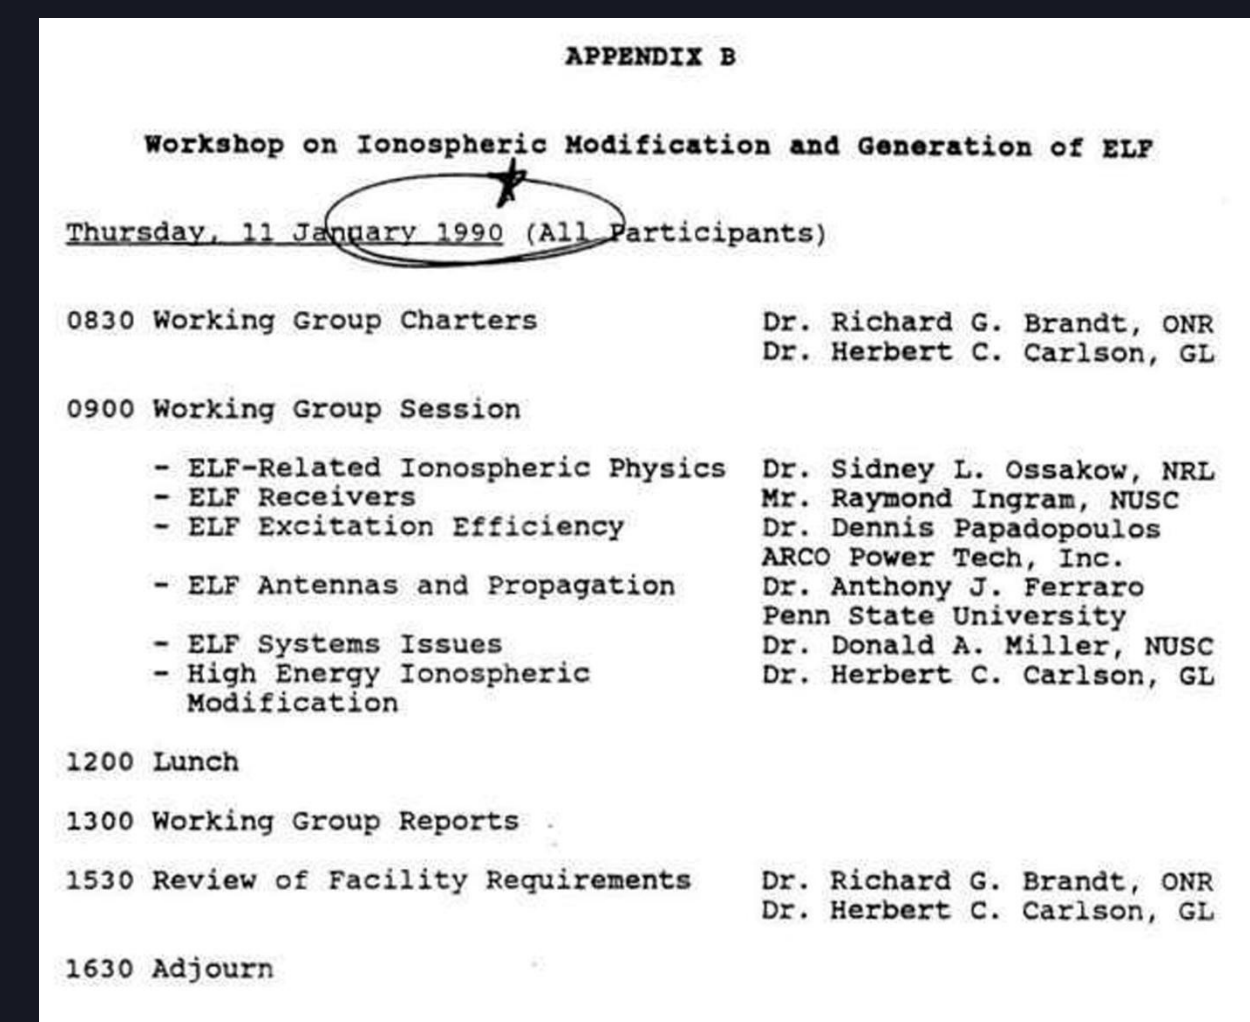 APPENDIX B
Workshop on Ionospheric Modification and Generation of ELF
Thursday, 11 January 1990 (All Participants)
0830 Working Group Charters Dr. Richard G. Brandt, ONR
Dr. Herbert C. Carlson, GL
0900 Working Group Session
- ELF-Related Ionospheric Physics Dr. Sidney L. Ossakow, NRL
- ELF Receivers Mr. Raymond Ingram, NUSC
- ELF Excitation Efficiency Dr. Dennis Papadopoulos
ARCO Power Tech, Inc.
- ELF Antennas and Propagation Dr. Anthony J. Ferraro
Penn State University
- ELF Systems Issues Dr. Donald A. Miller, NUSC
- High Energy Ionospheric Dr. Herbert C. Carlson, GL
Modification
1200 Lunch
1300 Working Group Reports
1530 Review of Facility Requirements Dr. Richard G. Brandt, ONR
Dr. Herbert C. Carlson, GL
1630 Adjourn